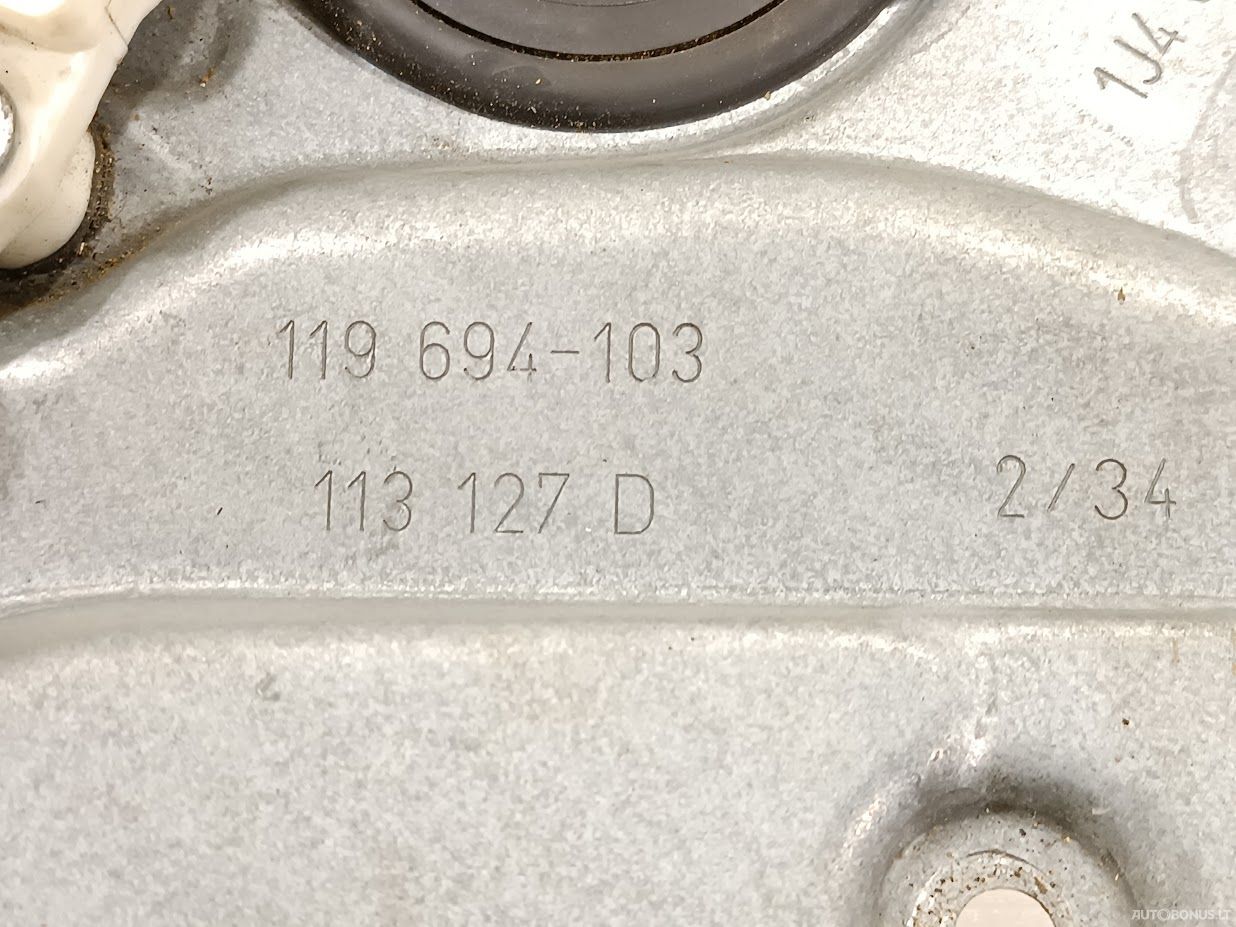 1J4
119 694-103
113 127 D 2/34
AUTOBONUS.LT